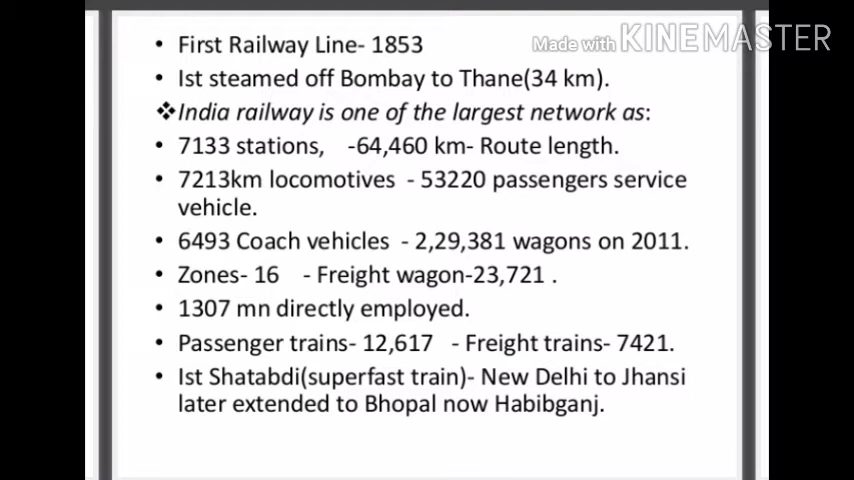 Made with KINEMASTER
• First Railway Line- 1853
• Ist steamed off Bombay to Thane(34 km).
❖India railway is one of the largest network as:
• 7133 stations, -64,460 km- Route length.
• 7213km locomotives - 53220 passengers service
vehicle.
• 6493 Coach vehicles - 2,29,381 wagons on 2011.
• Zones- 16 - Freight wagon-23,721 .
• 1307 mn directly employed.
• Passenger trains- 12,617 - Freight trains- 7421.
• Ist Shatabdi(superfast train)- New Delhi to Jhansi
later extended to Bhopal now Habibganj.